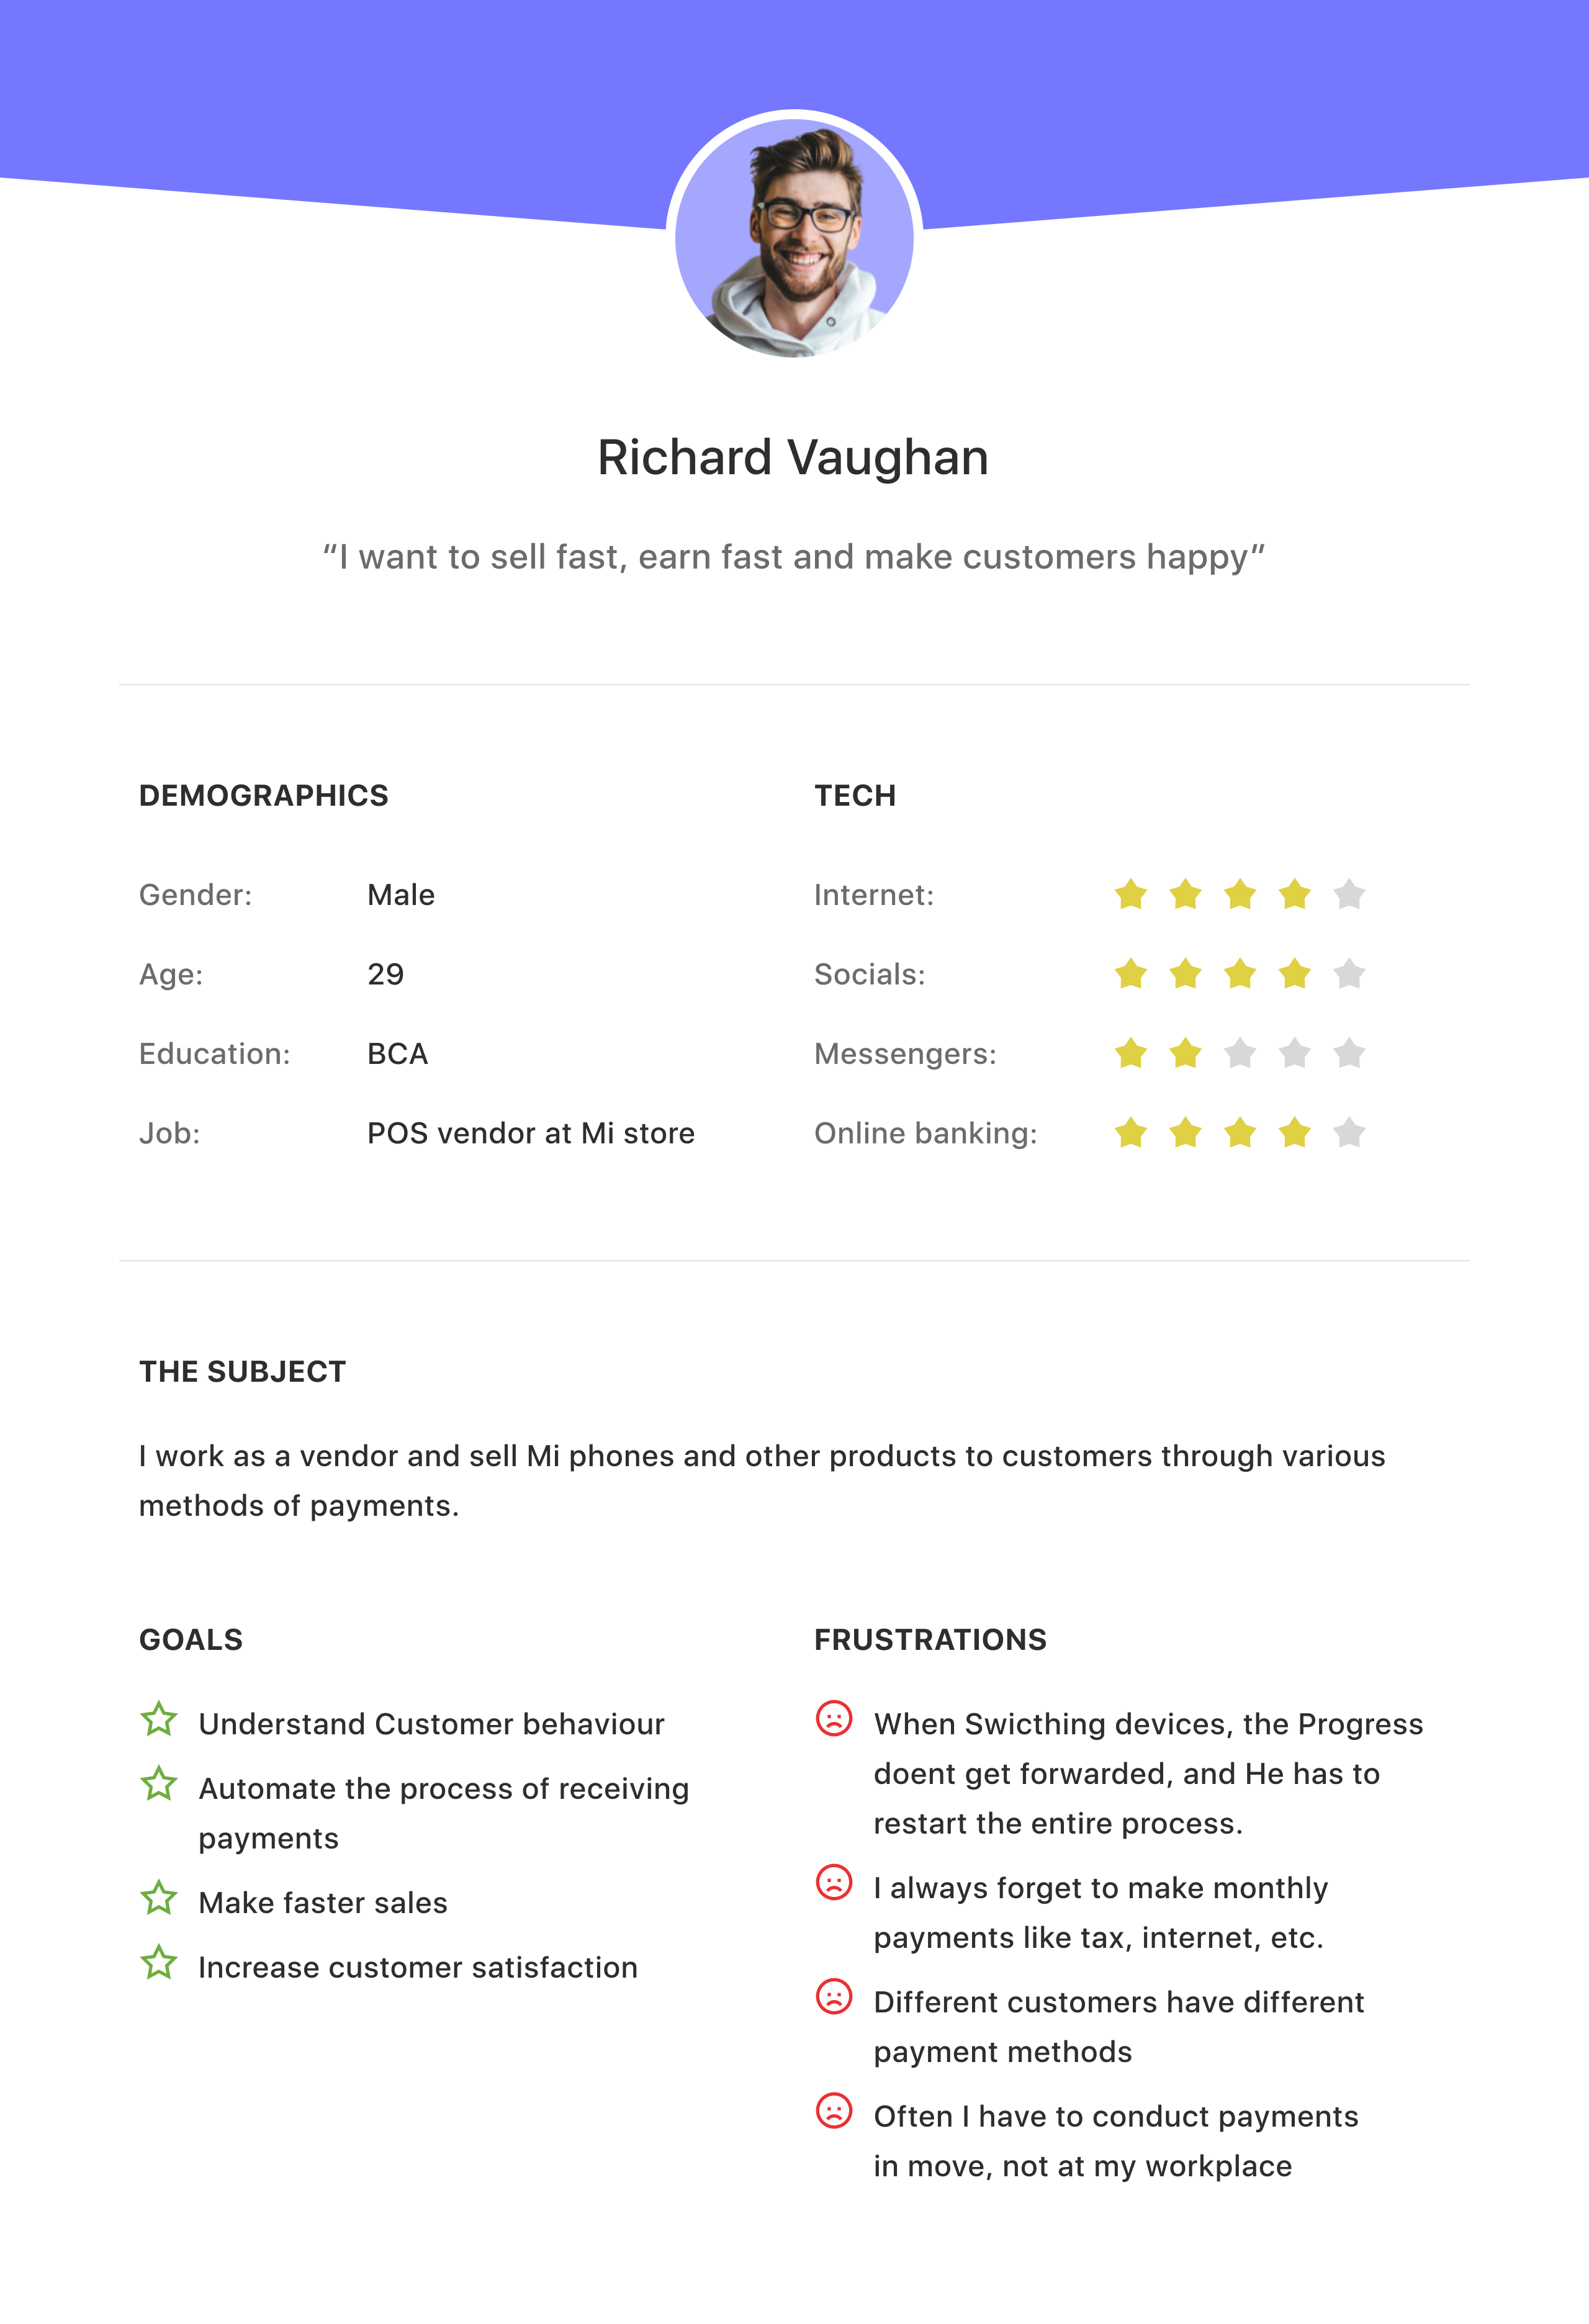 Richard Vaughan
“I want to sell fast, earn fast and make customers happy”
DEMOGRAPHICS
Gender: Male
Age: 29
Education: BCA
Job: POS vendor at Mi store
TECH
Internet:
Socials:
Messengers:
Online banking:
THE SUBJECT
I work as a vendor and sell Mi phones and other products to customers through various
methods of payments.
GOALS
Understand Customer behaviour
Automate the process of receiving
payments
Make faster sales
Increase customer satisfaction
FRUSTRATIONS
When Swicthing devices, the Progress
doent get forwarded, and He has to
restart the entire process.
I always forget to make monthly
payments like tax, internet, etc.
Different customers have different
payment methods
Often I have to conduct payments
in move, not at my workplace